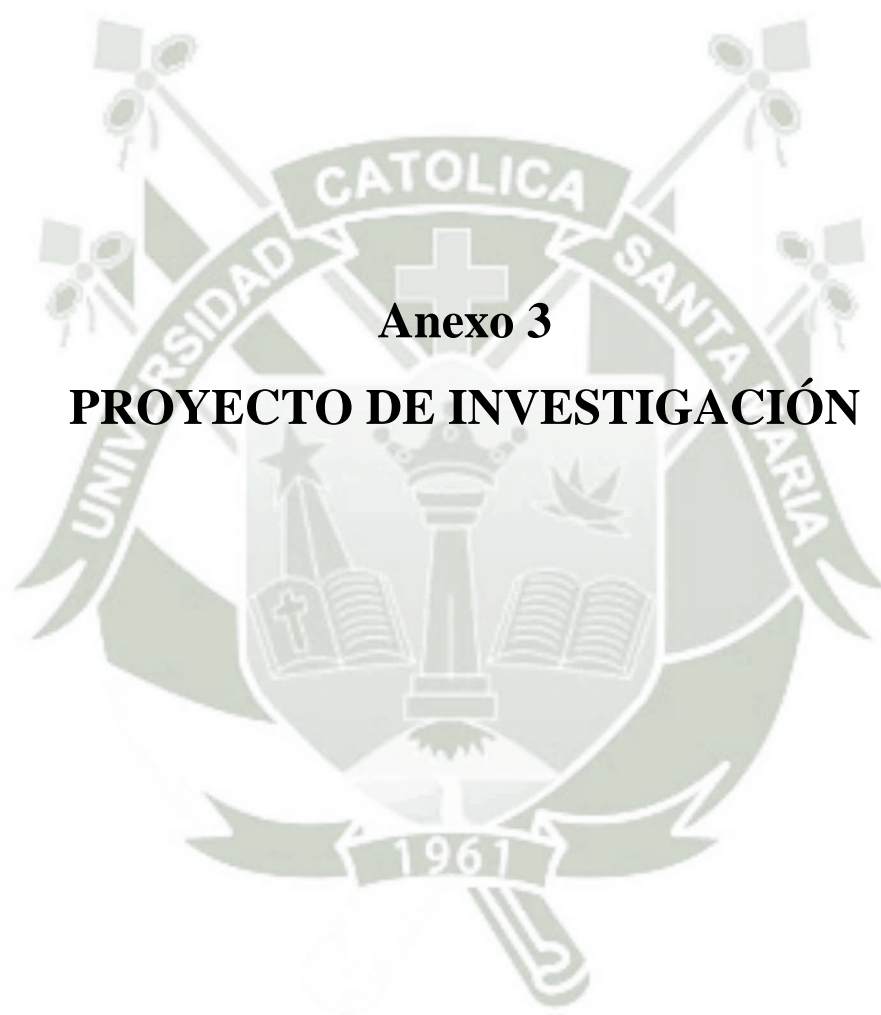 UNIVERSIDAD CATOLICA SANTA MARIA
Anexo 3
PROYECTO DE INVESTIGACIÓN
1961